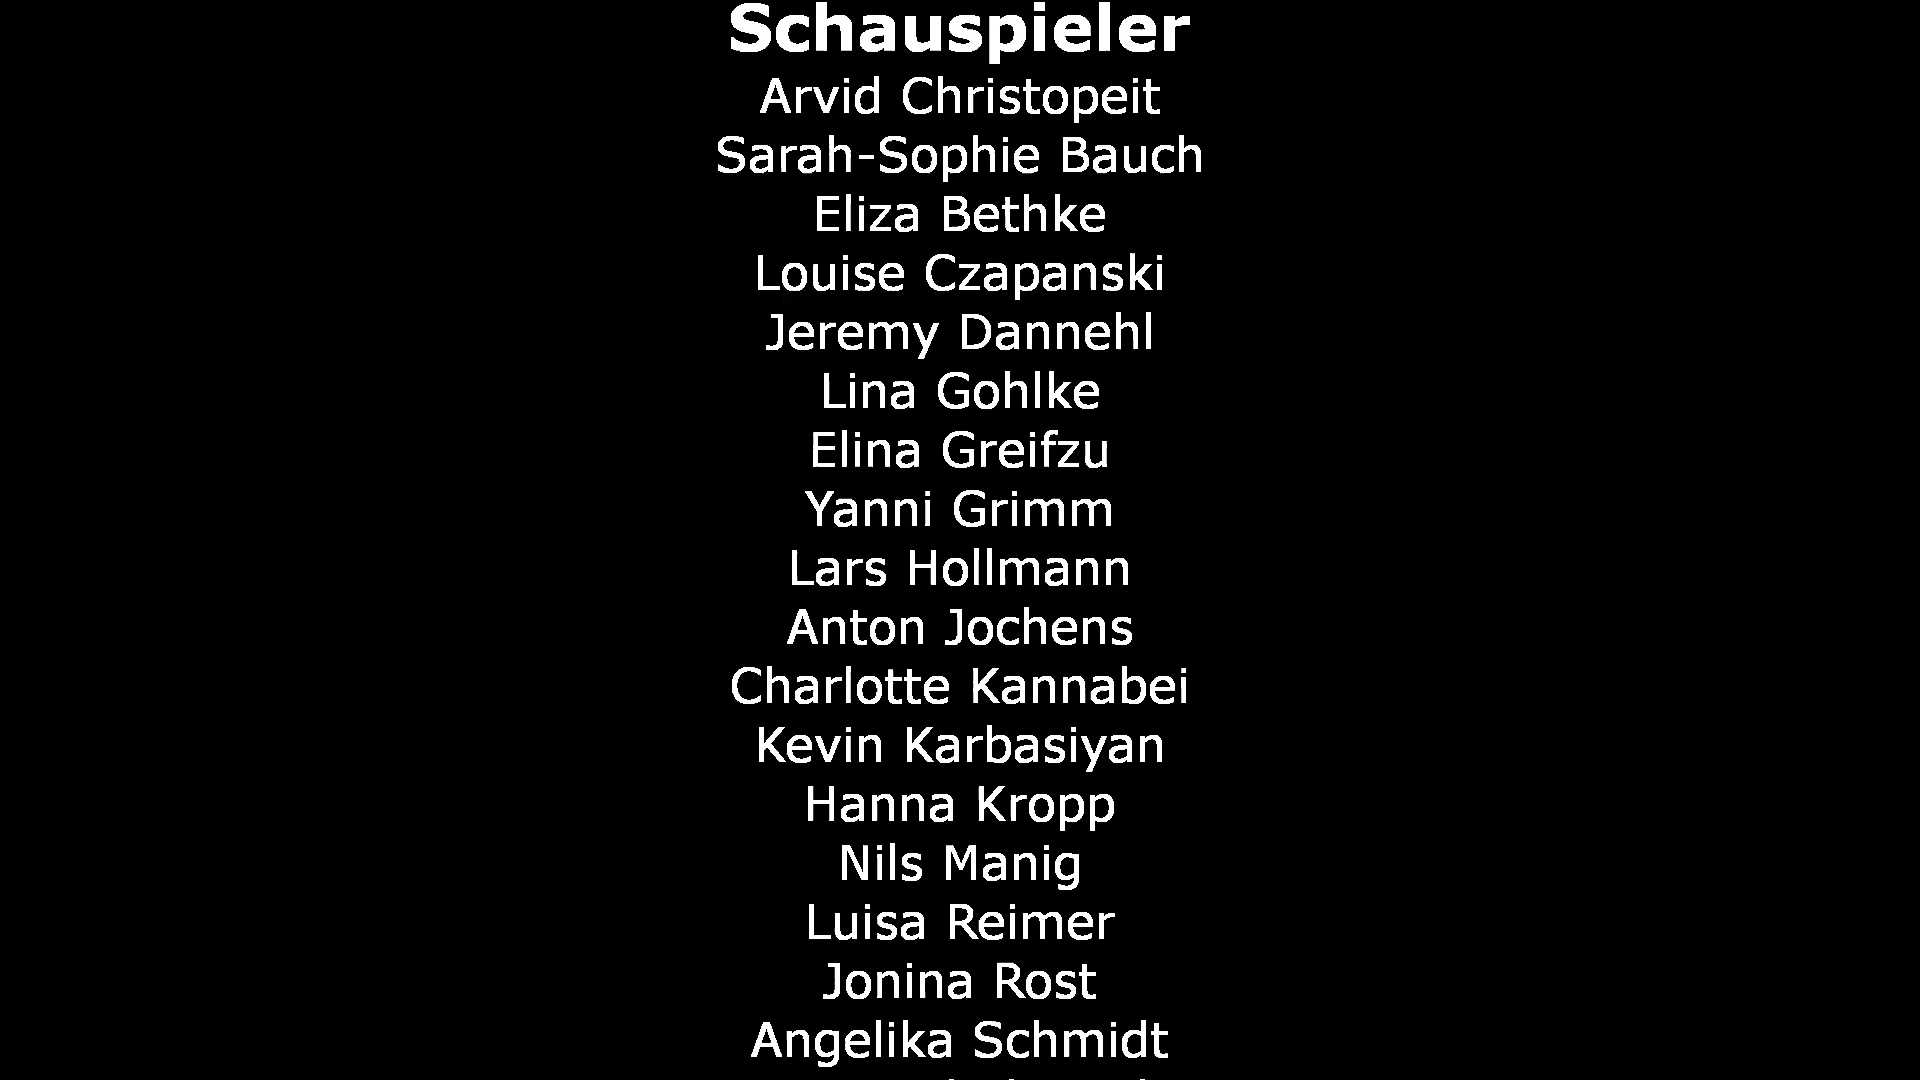 Schauspieler
Arvid Christopeit
Sarah-Sophie Bauch
Eliza Bethke
Louise Czapanski
Jeremy Dannehl
Lina Gohlke
Elina Greifzu
Yanni Grimm
Lars Hollmann
Anton Jochens
Charlotte Kannabei
Kevin Karbasiyan
Hanna Kropp
Nils Manig
Luisa Reimer
Jonina Rost
Angelika Schmidt